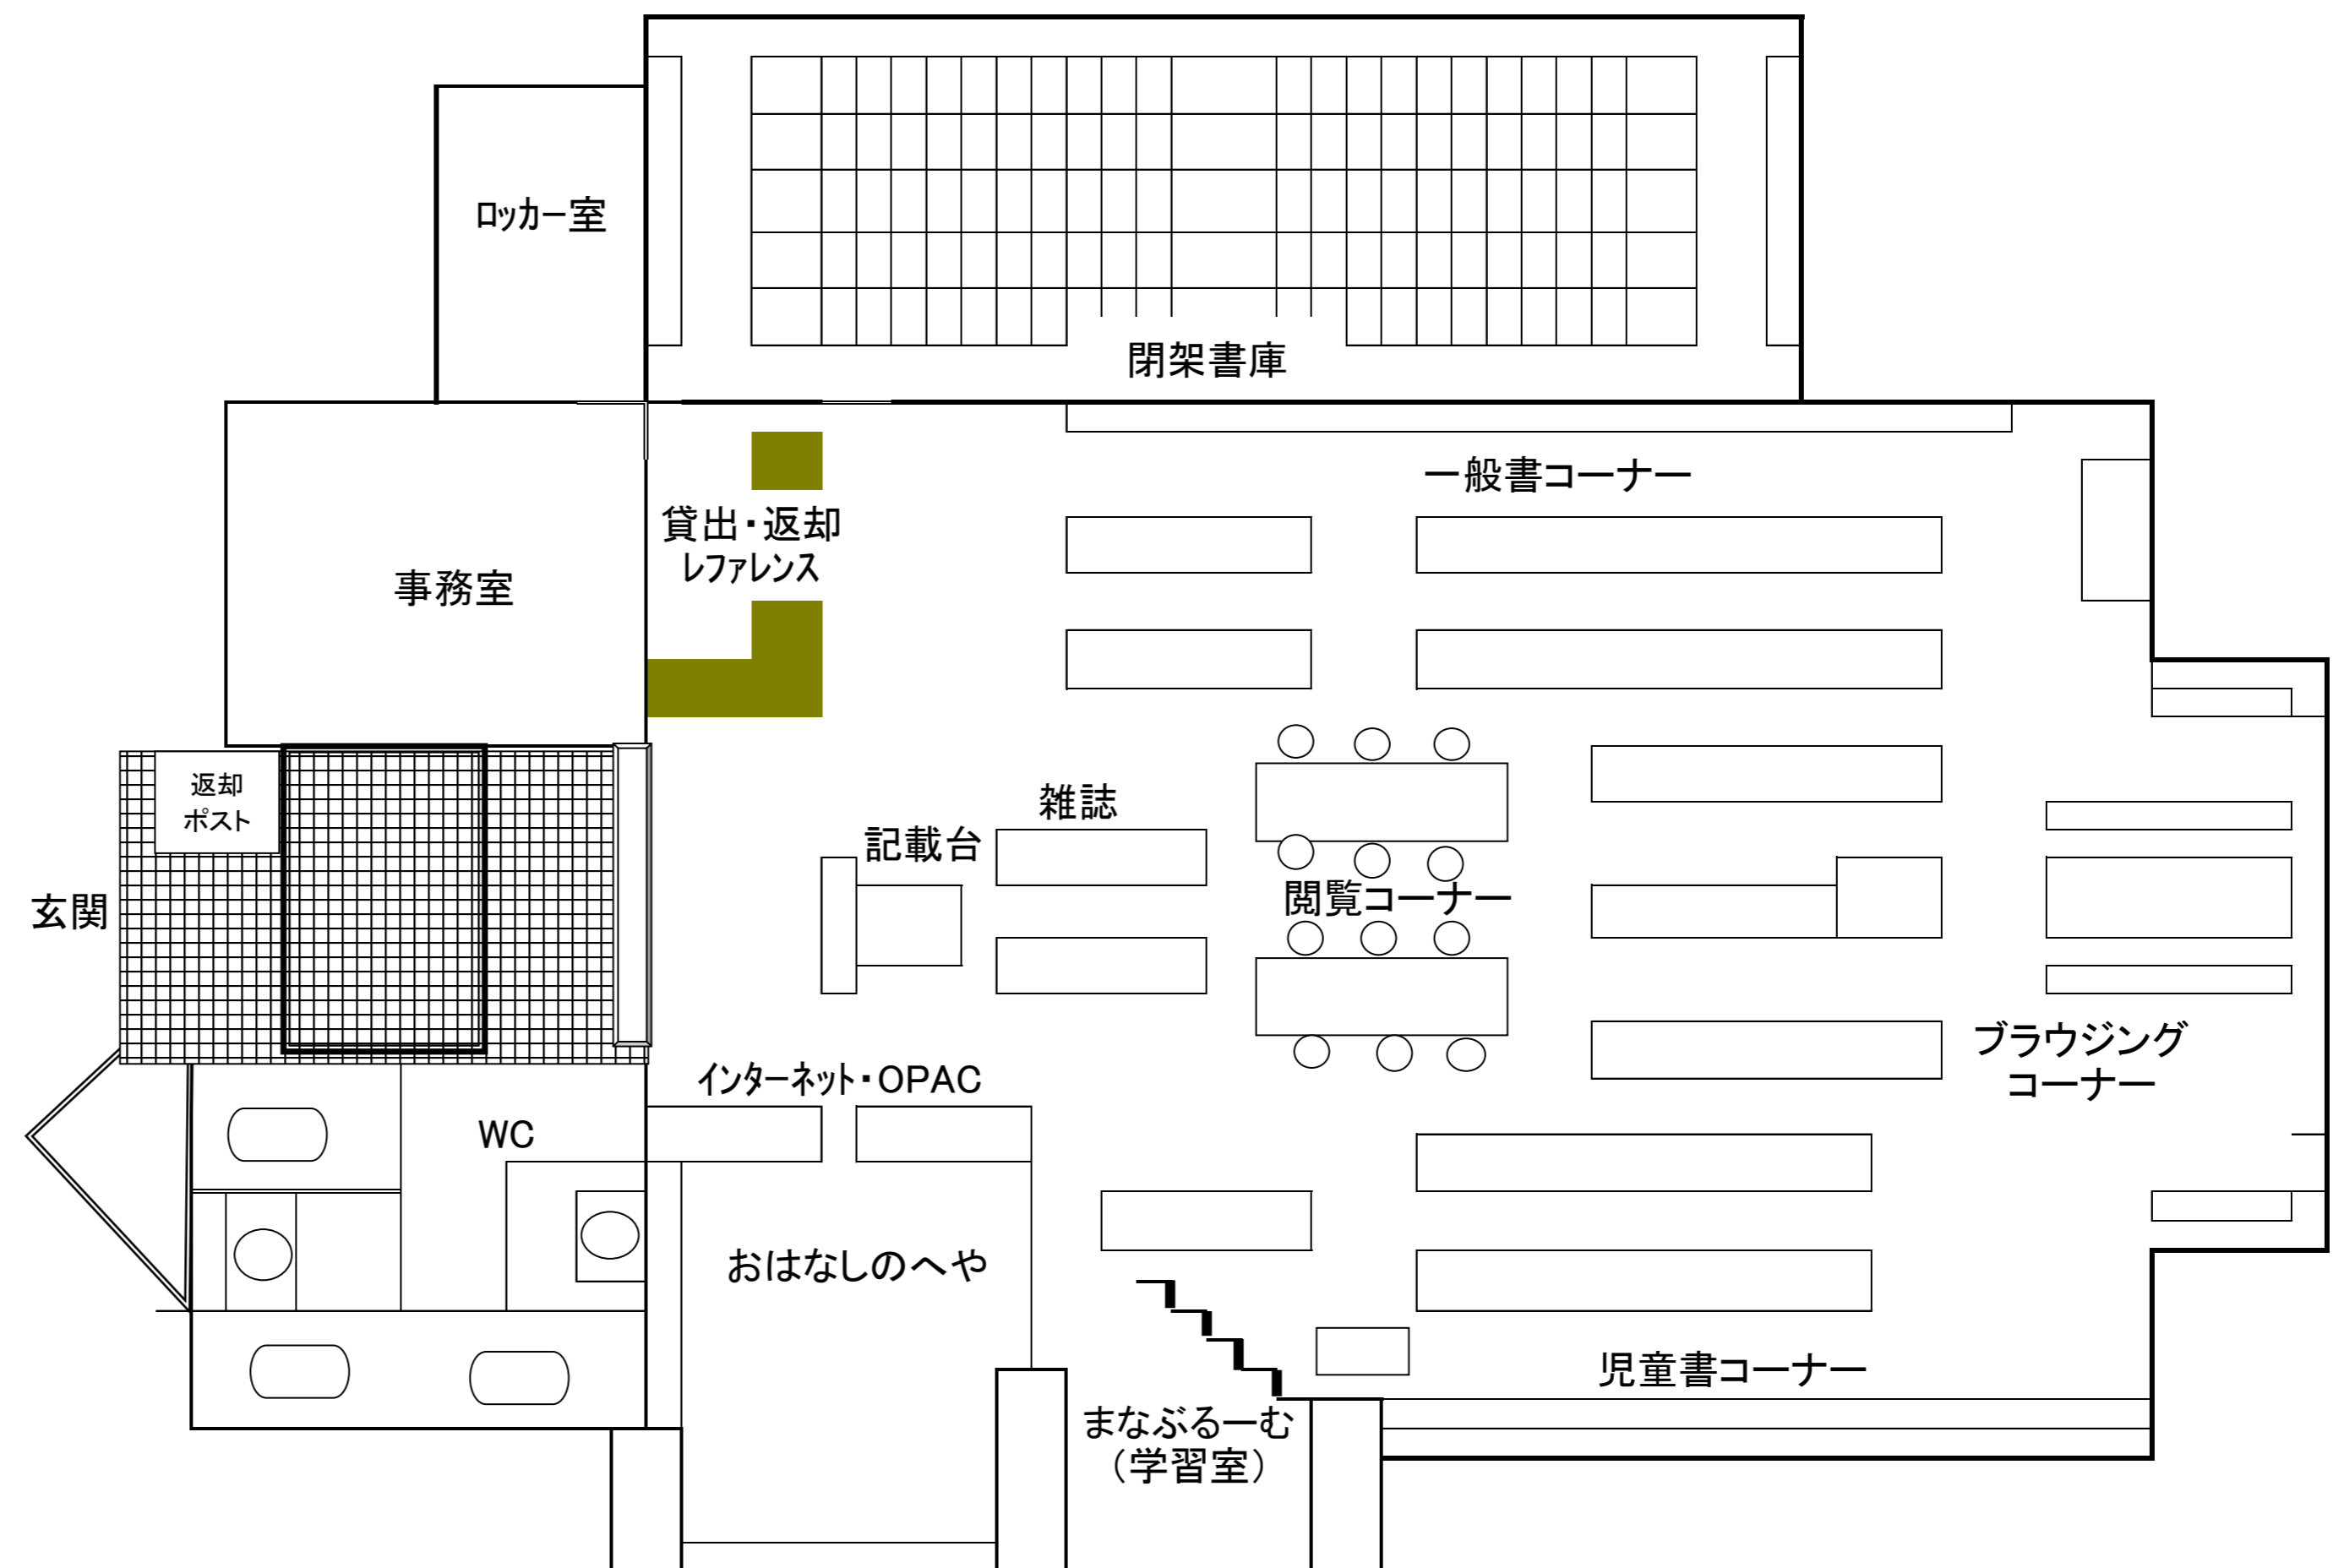 ロッカー室
閉架書庫
一般書コーナー
貸出・返却
レファレンス
事務室
返却
ポスト
雑誌
記載台
玄関
閲覧コーナー
ブラウジング
コーナー
インターネット・OPAC
WC
おはなしのへや
児童書コーナー
まなぶるーむ
（学習室）